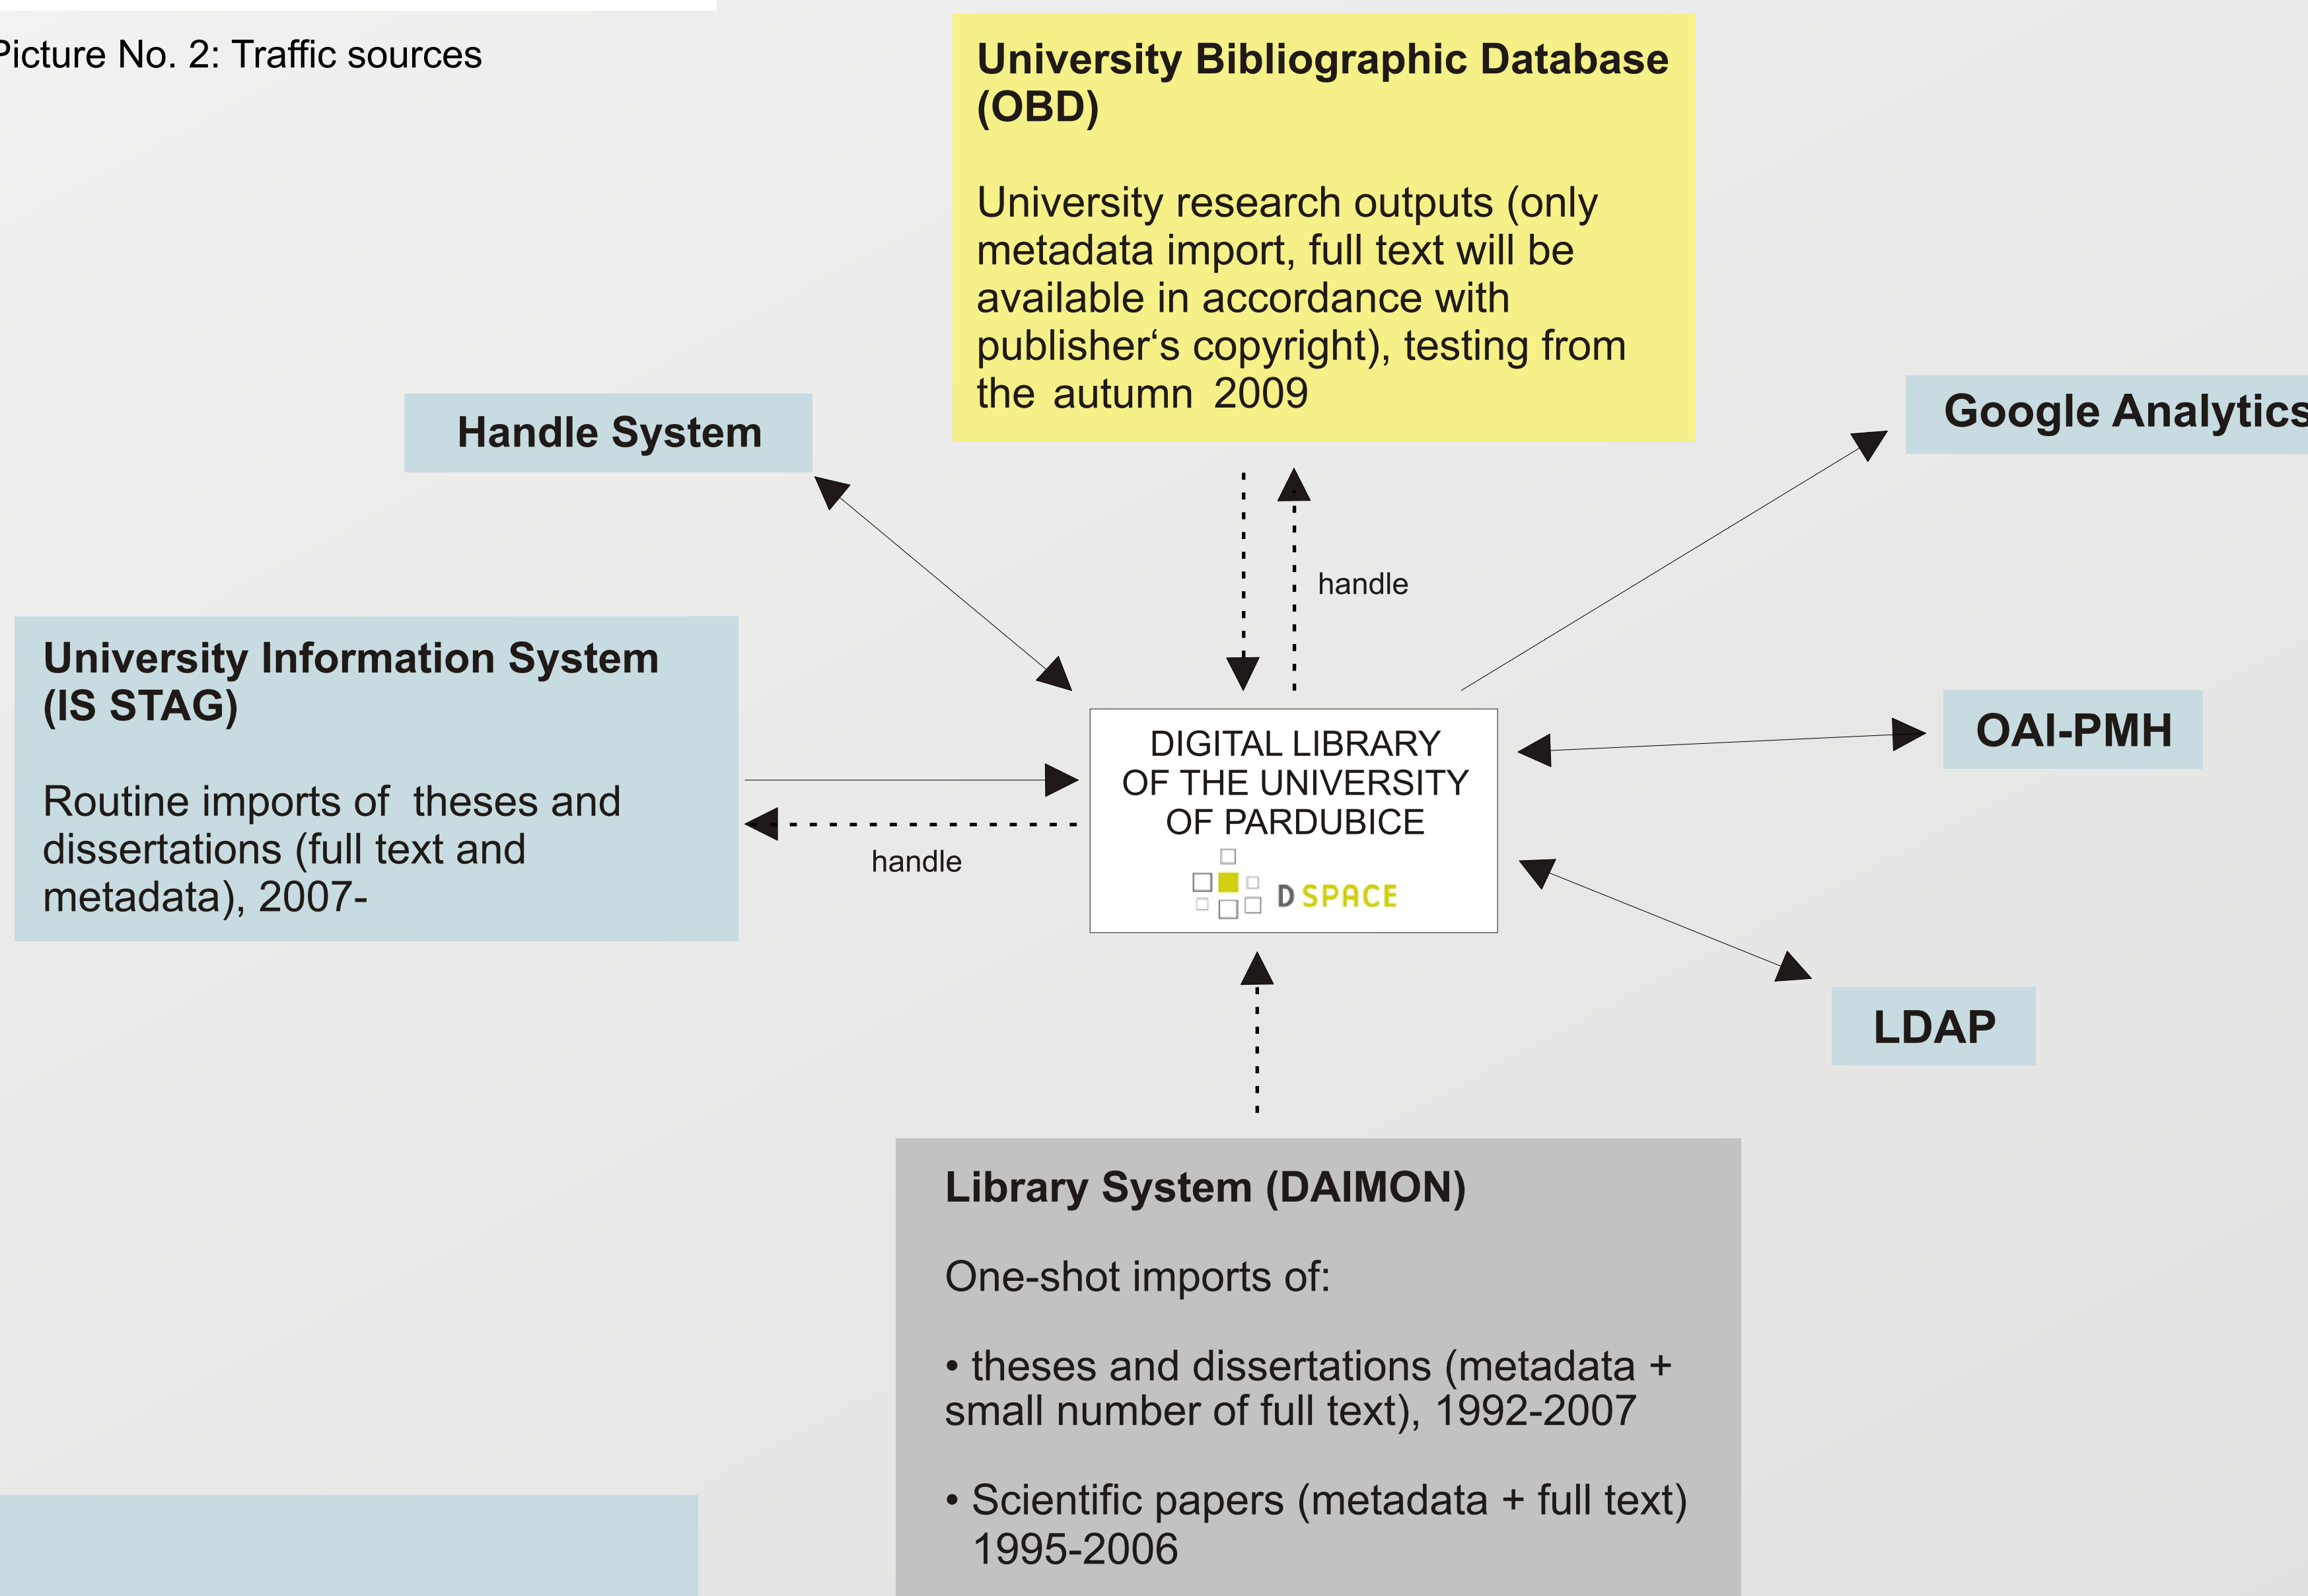 Picture No. 2: Traffic sources
University Bibliographic Database
(OBD)
University research outputs (only
metadata import, full text will be
available in accordance with
publisher‘s copyright), testing from
the autumn 2009
Handle System
Google Analytics
handle
University Information System
(IS STAG)
Routine imports of theses and
dissertations (full text and
metadata), 2007-
handle
DIGITAL LIBRARY
OF THE UNIVERSITY
OF PARDUBICE
DSPACE
OAI-PMH
LDAP
Library System (DAIMON)
One-shot imports of:
• theses and dissertations (metadata +
small number of full text), 1992-2007
• Scientific papers (metadata + full text)
1995-2006